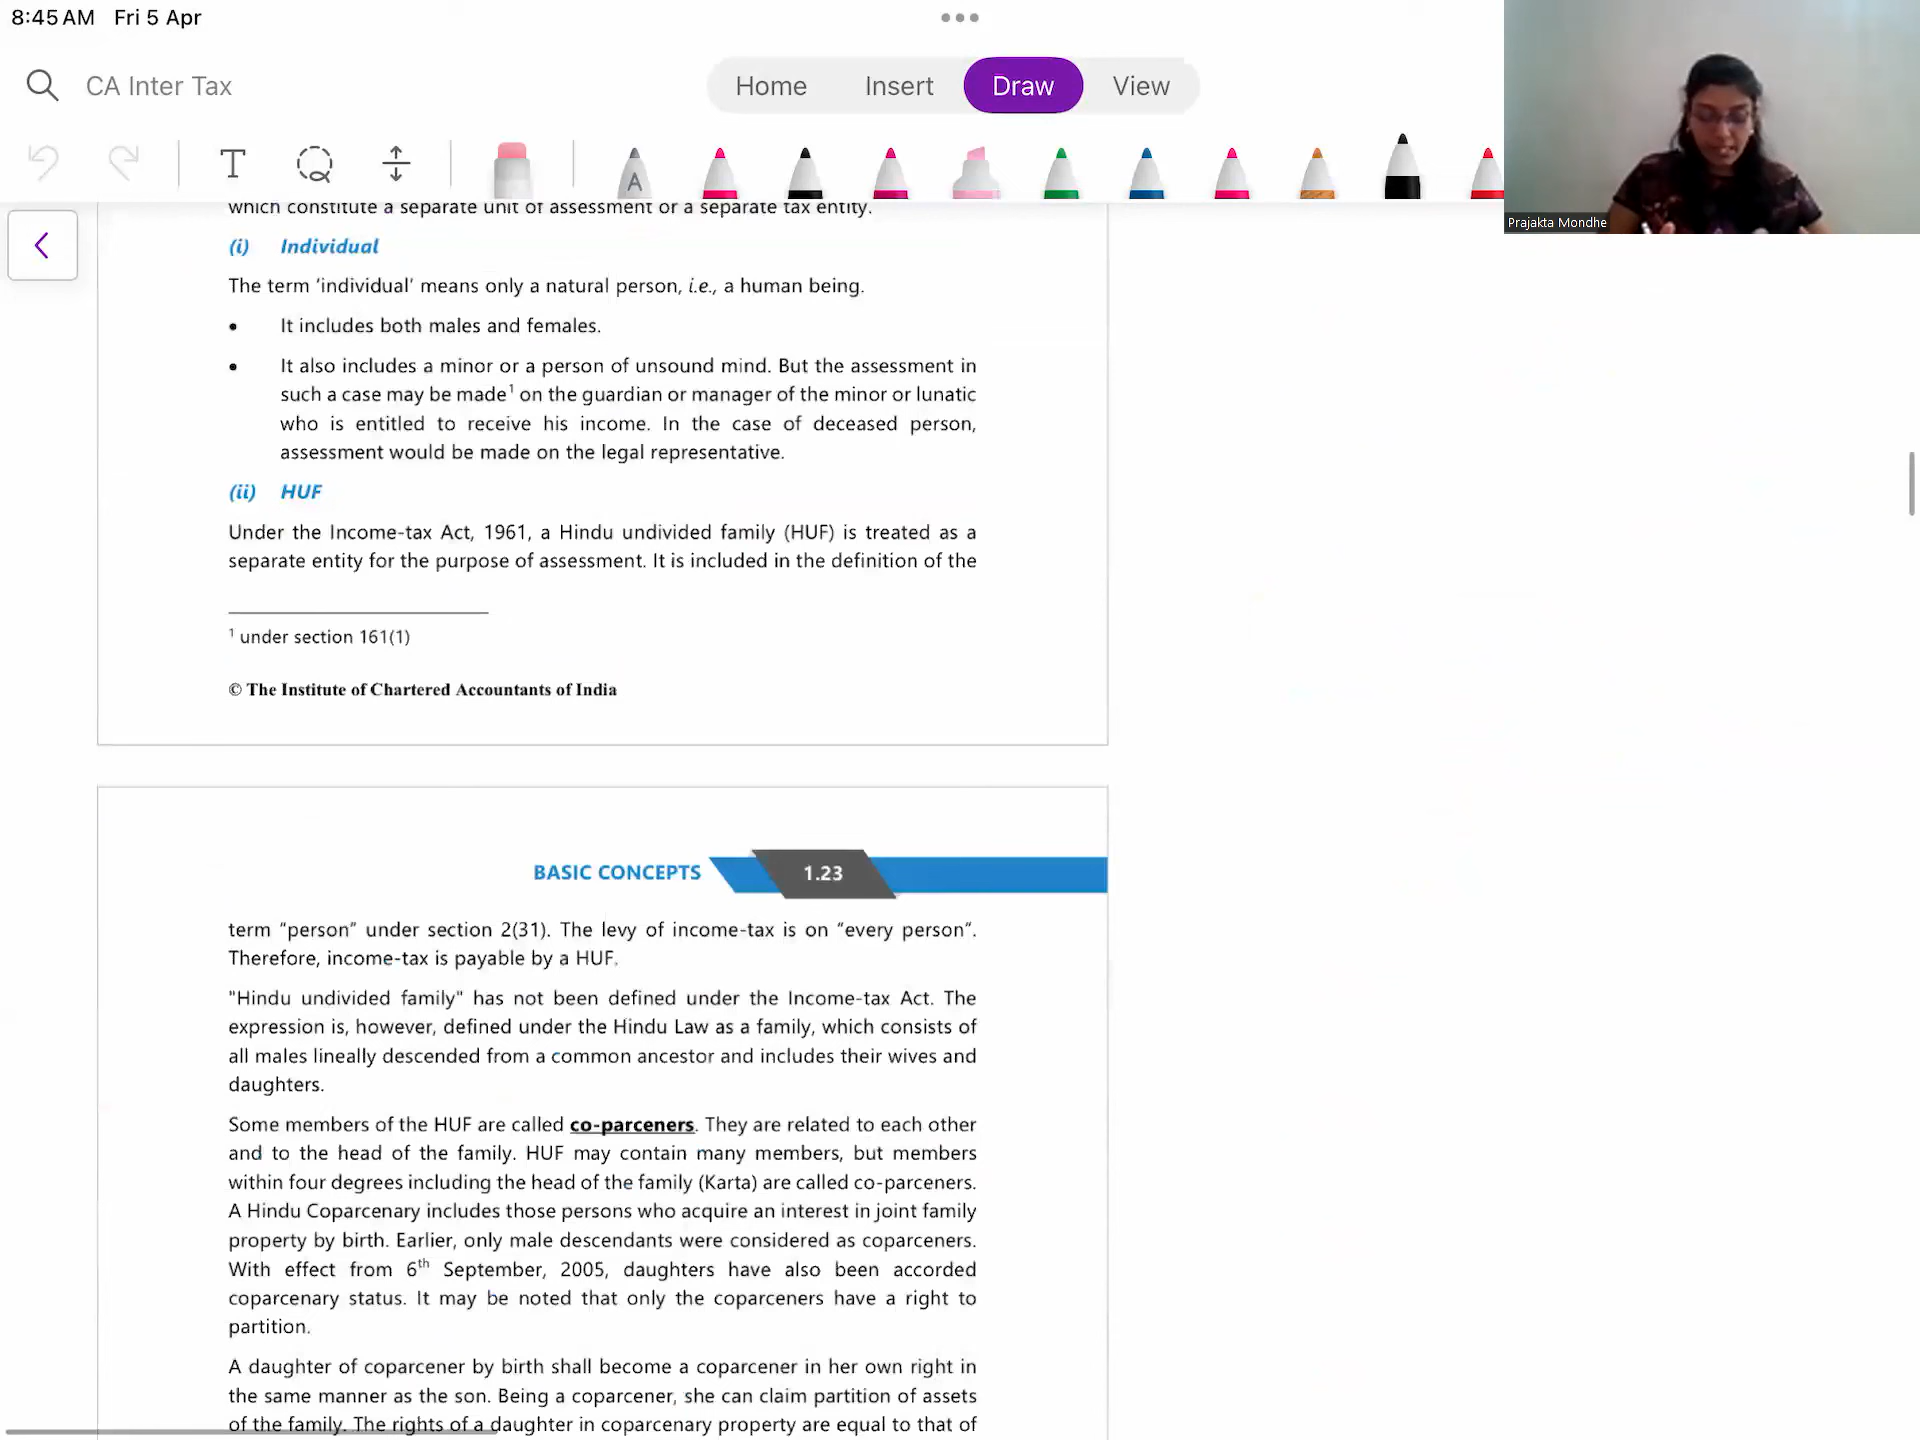 8:45 AM Fri 5 Apr
CA Inter Tax
Home Insert Draw View
T
A
Prajakta Mondhe
which constitute a separate unit of assessment or a separate tax entity.
(i) Individual
The term ‘individual’ means only a natural person, i.e., a human being.
• It includes both males and females.
• It also includes a minor or a person of unsound mind. But the assessment in
such a case may be made¹ on the guardian or manager of the minor or lunatic
who is entitled to receive his income. In the case of deceased person,
assessment would be made on the legal representative.
(ii) HUF
Under the Income-tax Act, 1961, a Hindu undivided family (HUF) is treated as a
separate entity for the purpose of assessment. It is included in the definition of the
¹ under section 161(1)
© The Institute of Chartered Accountants of India
BASIC CONCEPTS 1.23
term “person” under section 2(31). The levy of income-tax is on “every person”.
Therefore, income-tax is payable by a HUF.
"Hindu undivided family" has not been defined under the Income-tax Act. The
expression is, however, defined under the Hindu Law as a family, which consists of
all males lineally descended from a common ancestor and includes their wives and
daughters.
Some members of the HUF are called co-parceners. They are related to each other
and to the head of the family. HUF may contain many members, but members
within four degrees including the head of the family (Karta) are called co-parceners.
A Hindu Coparcenary includes those persons who acquire an interest in joint family
property by birth. Earlier, only male descendants were considered as coparceners.
With effect from 6th September, 2005, daughters have also been accorded
coparcenary status. It may be noted that only the coparceners have a right to
partition.
A daughter of coparcener by birth shall become a coparcener in her own right in
the same manner as the son. Being a coparcener, she can claim partition of assets
of the family. The rights of a daughter in coparcenary property are equal to that of